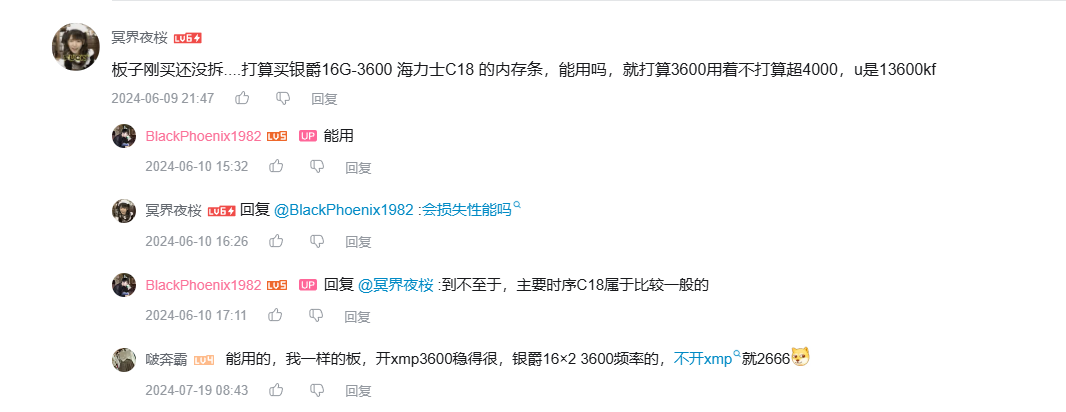 冥界夜桜 LV6
板子刚买还没拆....打算买银爵16G-3600 海力士C18 的内存条，能用吗，就打算3600用着不打算超4000，u是13600kf
2024-06-09 21:47 回复
BlackPhoenix1982 LV5 UP 能用
2024-06-10 15:32 回复
冥界夜桜 LV6 回复 @BlackPhoenix1982 :会损失性能吗
2024-06-10 16:26 回复
BlackPhoenix1982 LV5 UP 回复 @冥界夜桜 :到不至于，主要时序C18属于比较一般的
2024-06-10 17:11 回复
啵奔霸 LV4 能用的，我一样的板，开xmp3600稳得很，银爵16×2 3600频率的，不开xmp就2666
2024-07-19 08:43 回复